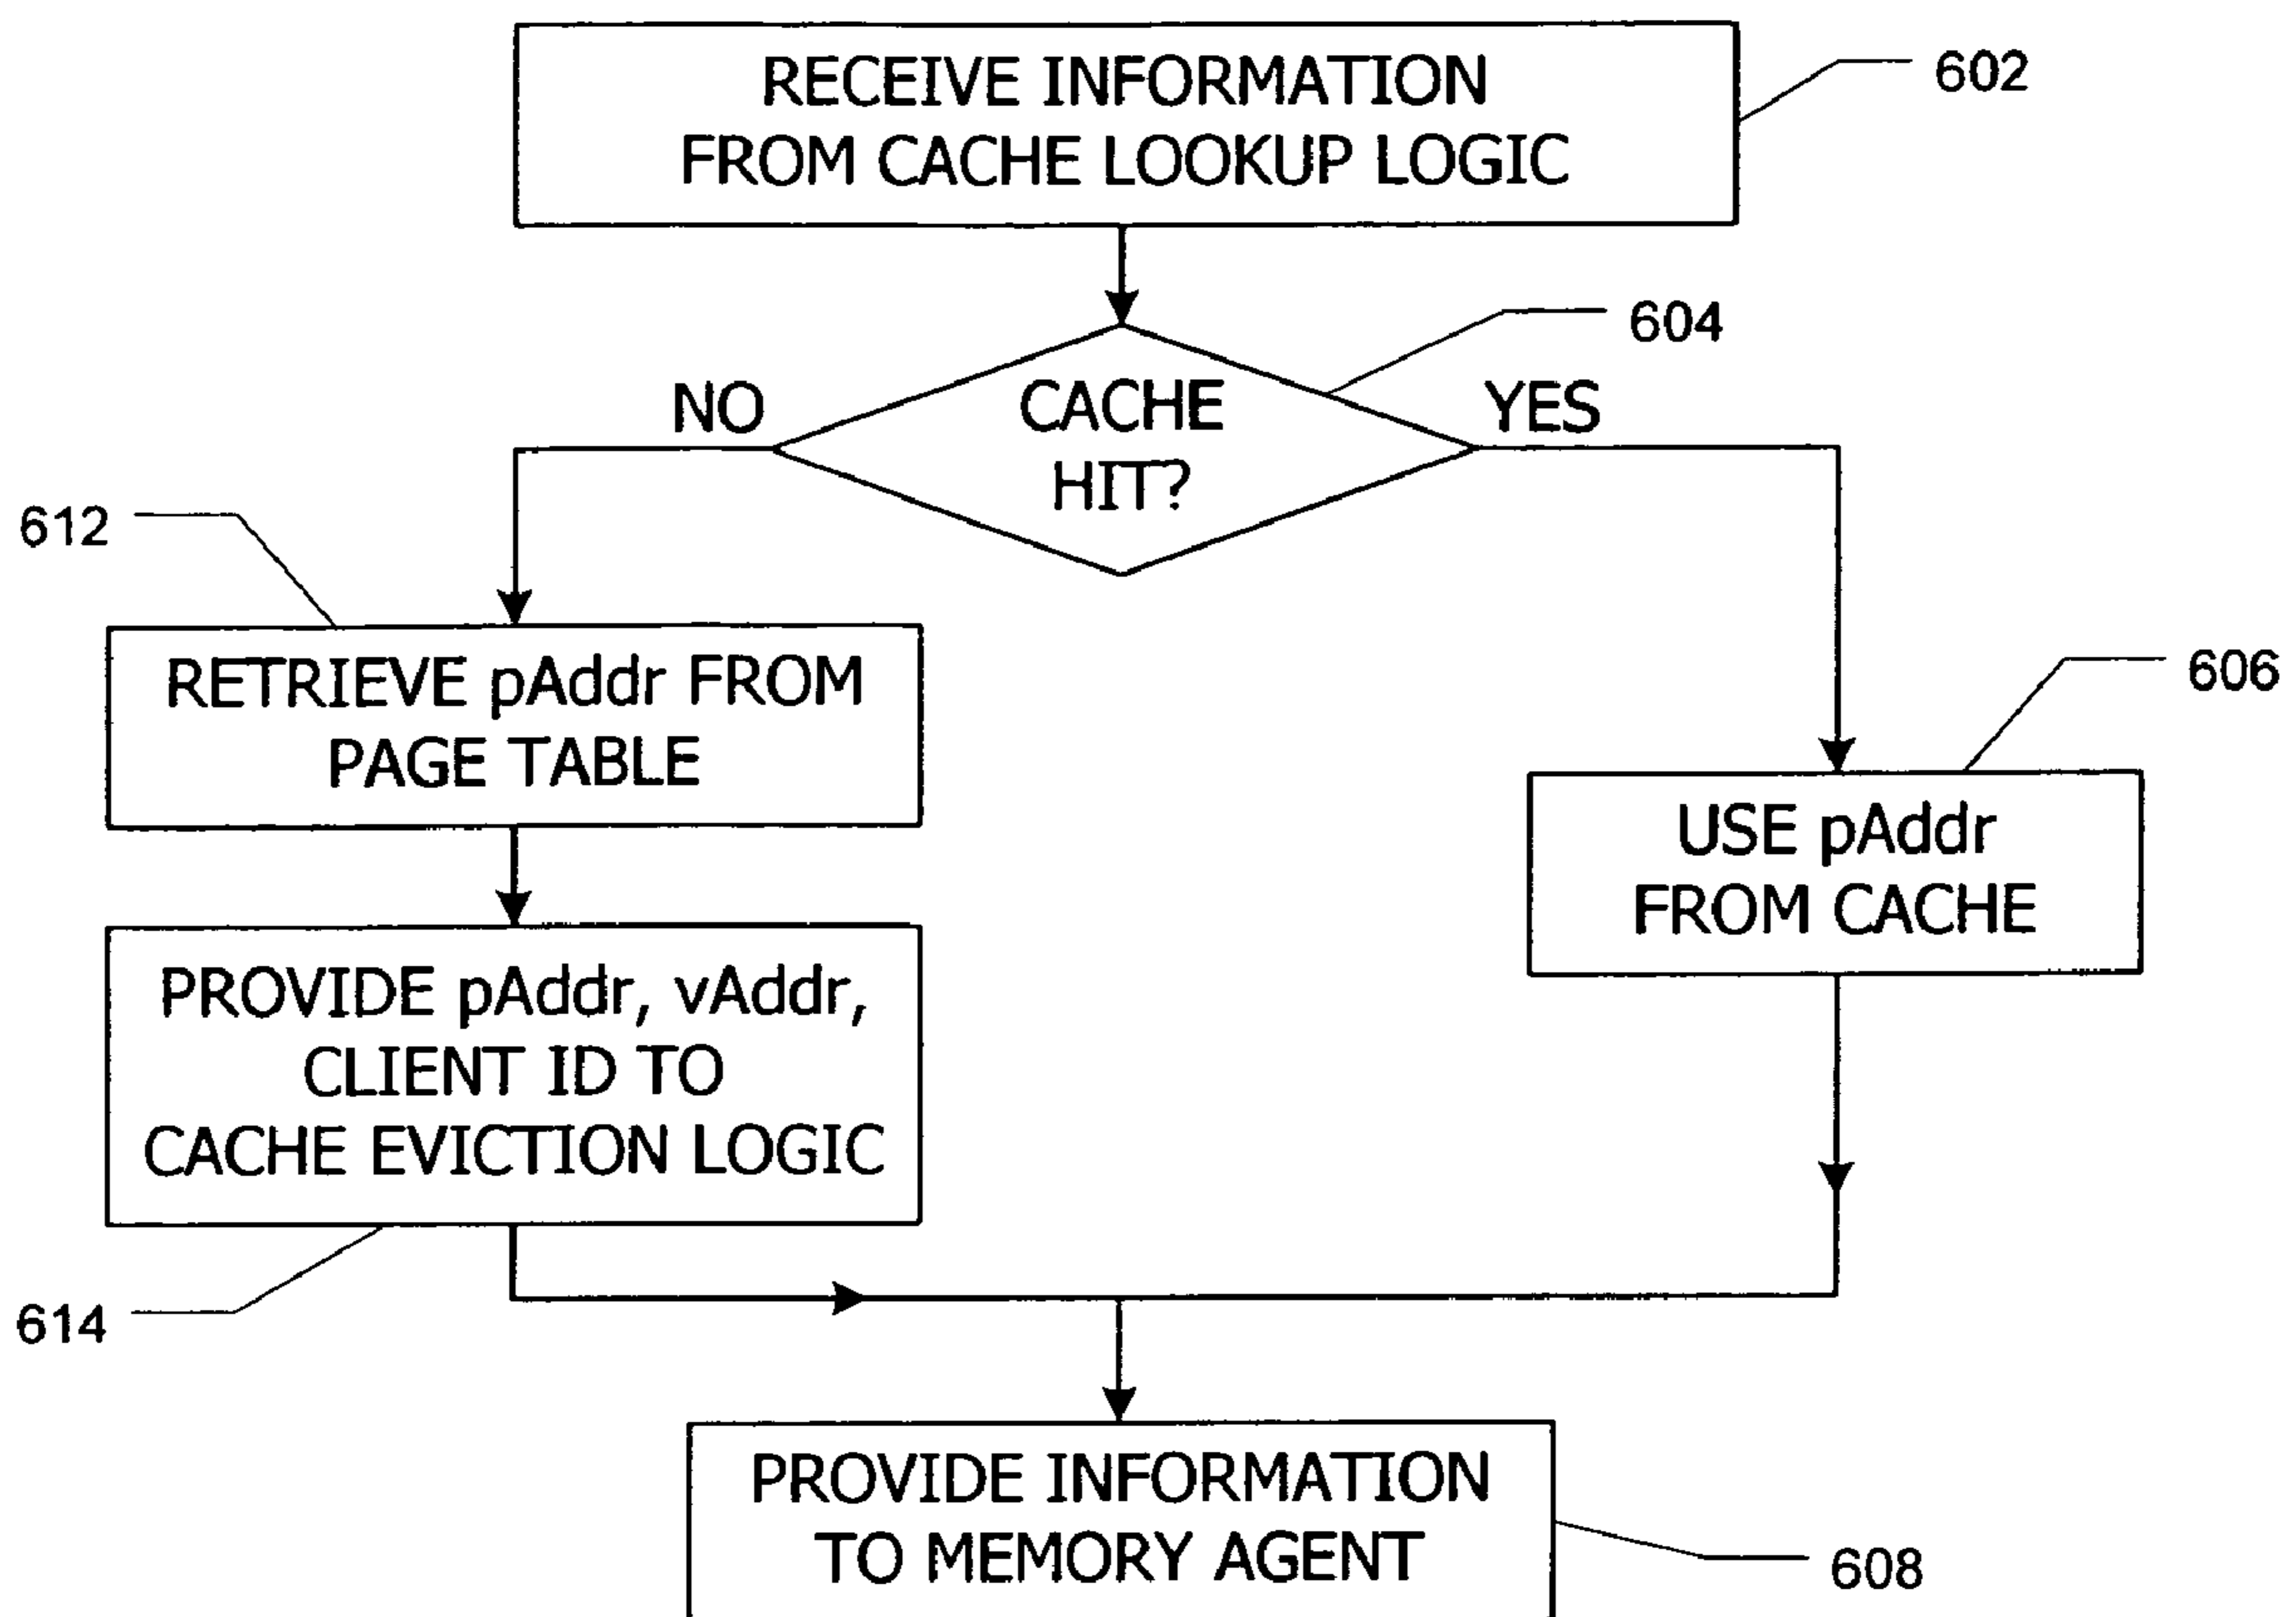 RECEIVE INFORMATION
FROM CACHE LOOKUP LOGIC
602
604
CACHE
HIT?
NO
YES
612
RETRIEVE pAddr FROM
PAGE TABLE
606
USE pAddr
FROM CACHE
PROVIDE pAddr, vAddr,
CLIENT ID TO
CACHE EVICTION LOGIC
614
PROVIDE INFORMATION
TO MEMORY AGENT
608